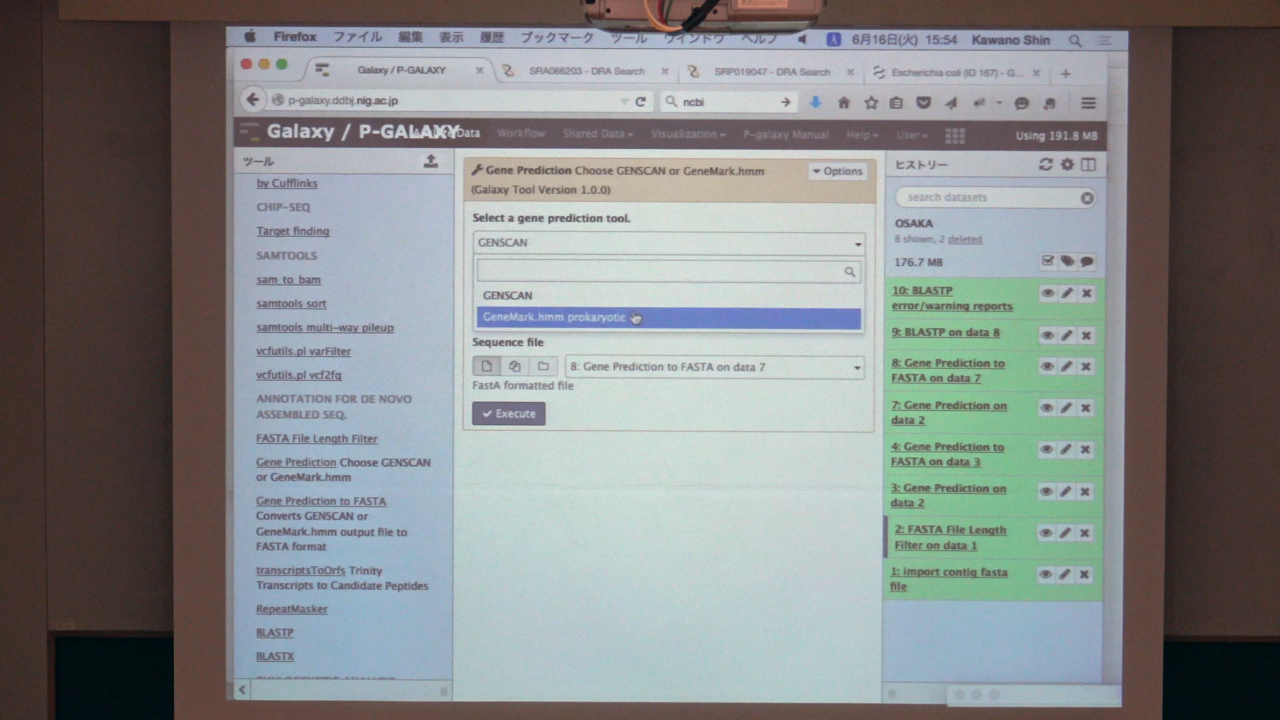 Firefox ファイル 編集 表示 履歴 ブックマーク ツール ウインドウ ヘルプ 6月16日(火) 15:54 Kawano Shin
Galaxy / P-GALAXY × SRA066203 - DRA Search × SRP019047 - DRA Search × Escherichia coli (ID 167) - G... × +
p-galaxy.ddbj.nig.ac.jp ncbi
Galaxy / P-GALAXY Data Workflow Shared Data Visualization P-galaxy Manual Help User Using 191.8 MB
ツール
by Cufflinks
CHIP-SEQ
Target finding
SAMTOOLS
sam to bam
samtools sort
samtools multi-way pileup
vcfutils.pl varFilter
vcfutils.pl vcf2fq
ANNOTATION FOR DE NOVO
ASSEMBLED SEQ.
FASTA File Length Filter
Gene Prediction Choose GENSCAN
or GeneMark.hmm
Gene Prediction to FASTA
Converts GENSCAN or
GeneMark.hmm output file to
FASTA format
transcriptsToOrfs Trinity
Transcripts to Candidate Peptides
RepeatMasker
BLASTP
BLASTX
Gene Prediction Choose GENSCAN or GeneMark.hmm
(Galaxy Tool Version 1.0.0)
Options
Select a gene prediction tool.
GENSCAN
GENSCAN
GeneMark.hmm prokaryotic
Sequence file
8: Gene Prediction to FASTA on data 7
FastA formatted file
Execute
ヒストリー
search datasets
OSAKA
8 shown, 2 deleted
176.7 MB
10: BLASTP
error/warning reports
9: BLASTP on data 8
8: Gene Prediction to
FASTA on data 7
7: Gene Prediction on
data 2
4: Gene Prediction to
FASTA on data 3
3: Gene Prediction on
data 2
2: FASTA File Length
Filter on data 1
1: import contig fasta
file